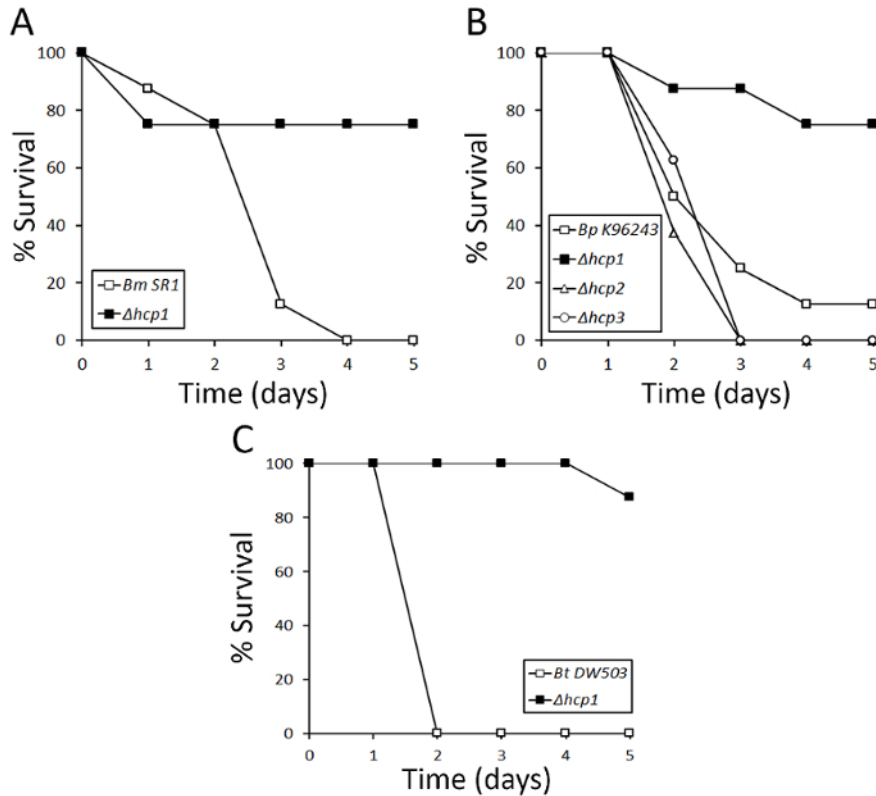 A
100
80
60
40
20
0
% Survival
Bm SR1
Δhcp1
0 1 2 3 4 5
Time (days)
B
100
80
60
40
20
0
% Survival
Bp K96243
Δhcp1
Δhcp2
Δhcp3
0 1 2 3 4 5
Time (days)
C
100
80
60
40
20
0
% Survival
Bt DW503
Δhcp1
0 1 2 3 4 5
Time (days)